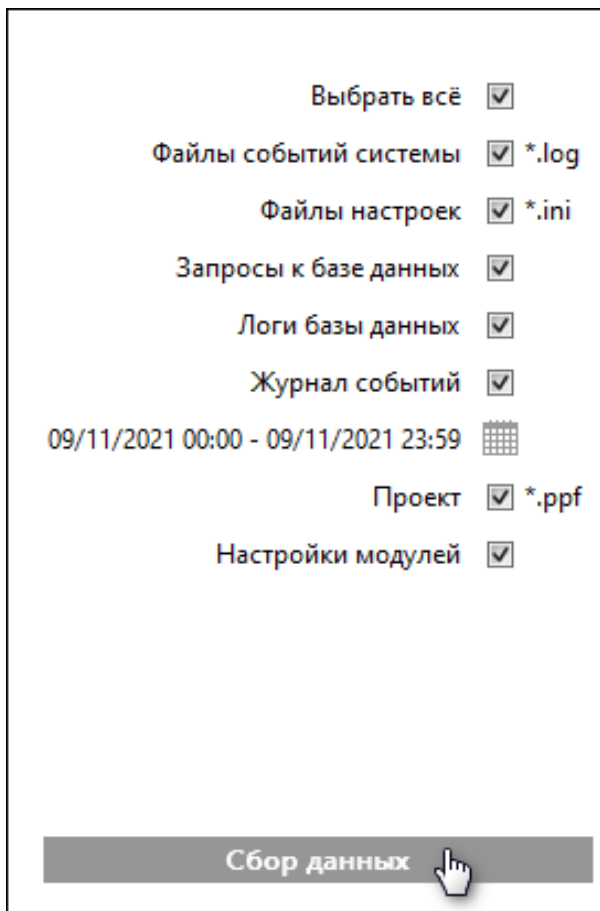 Выбрать всё
Файлы событий системы *.log
Файлы настроек *.ini
Запросы к базе данных
Логи базы данных
Журнал событий
09/11/2021 00:00 - 09/11/2021 23:59
Проект *.ppf
Настройки модулей
Сбор данных